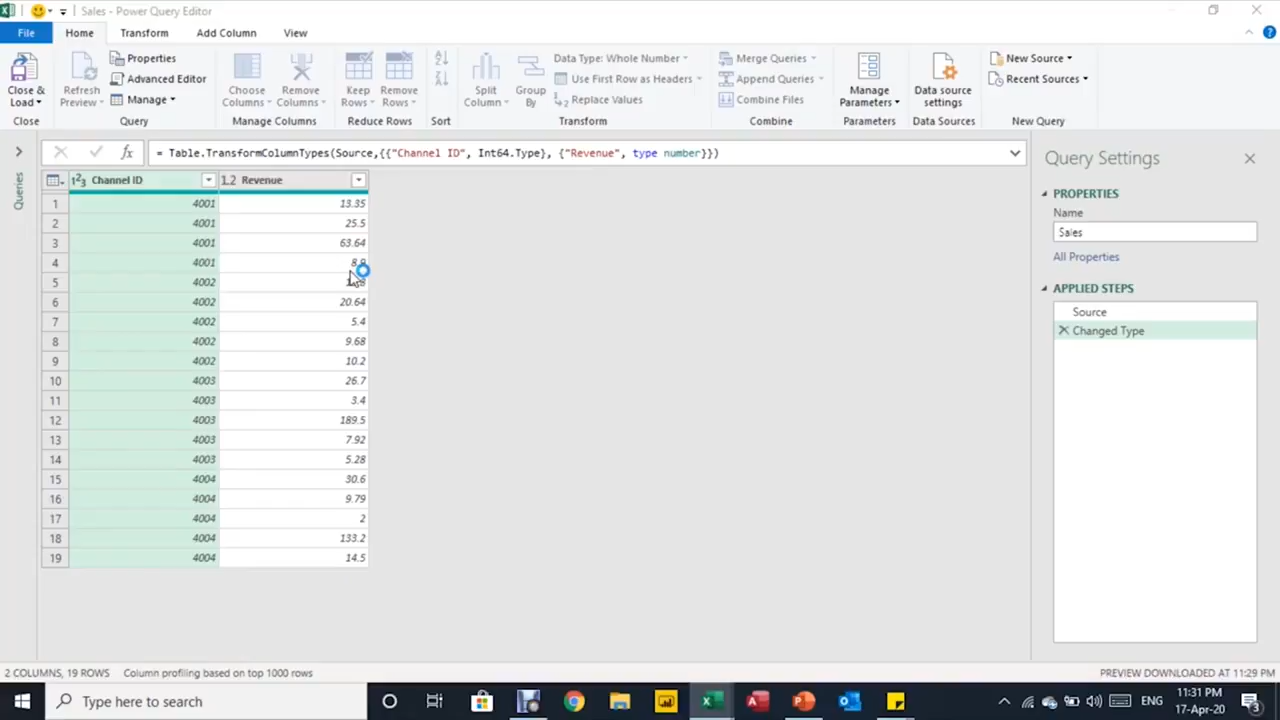 Sales - Power Query Editor
File
Home
Transform
Add Column
View
Close & Load
Close
Refresh Preview
Properties
Advanced Editor
Manage
Query
Choose Columns
Remove Columns
Manage Columns
Keep Rows
Remove Rows
Reduce Rows
Sort
Split Column
Group By
Data Type: Whole Number
Use First Row as Headers
Replace Values
Transform
Merge Queries
Append Queries
Combine Files
Combine
Manage Parameters
Parameters
Data source settings
Data Sources
New Source
Recent Sources
New Query
= Table.TransformColumnTypes(Source,{{"Channel ID", Int64.Type}, {"Revenue", type number}})
Queries
Channel ID 1.2 Revenue
1 4001 13.35
2 4001 25.5
3 4001 63.64
4 4001
5 4002
6 4002 20.64
7 4002 5.4
8 4002 9.68
9 4002 10.2
10 4003 26.7
11 4003 3.4
12 4003 189.5
13 4003 7.92
14 4003 5.28
15 4004 30.6
16 4004 9.79
17 4004 2
18 4004 133.2
19 4004 14.5
Query Settings
PROPERTIES
Name
Sales
All Properties
APPLIED STEPS
Source
Changed Type
2 COLUMNS, 19 ROWS Column profiling based on top 1000 rows
PREVIEW DOWNLOADED AT 11:29 PM
Type here to search
ENG
11:31 PM
17-Apr-20
3